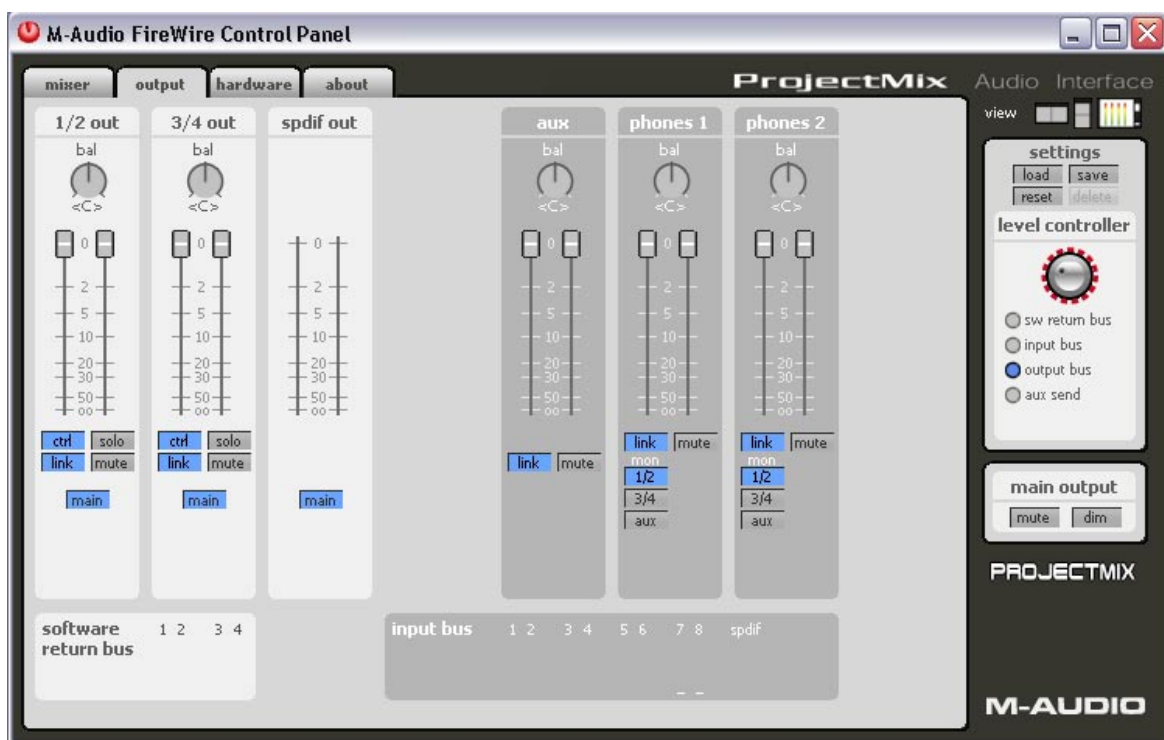 M-Audio FireWire Control Panel
mixer output hardware about
ProjectMix Audio Interface
view
1/2 out 3/4 out spdif out aux phones 1 phones 2
bal bal bal bal bal
<C> <C> <C> <C> <C>
0 0 0 0 0 0
2 2 2 2 2 2
5 5 5 5 5 5
10 10 10 10 10 10
20 20 20 20 20 20
30 30 30 30 30 30
50 50 50 50 50 50
oo oo oo oo oo oo
ctrl solo ctrl solo link mute link mute
link mute link mute link mute mon mon
1/2 1/2
main main main 3/4 3/4
aux aux
software return bus 1 2 3 4
input bus 1 2 3 4 5 6 7 8 spdif
settings
load save
reset delete
level controller
sw return bus
input bus
output bus
aux send
main output
mute dim
PROJECTMIX
M-AUDIO